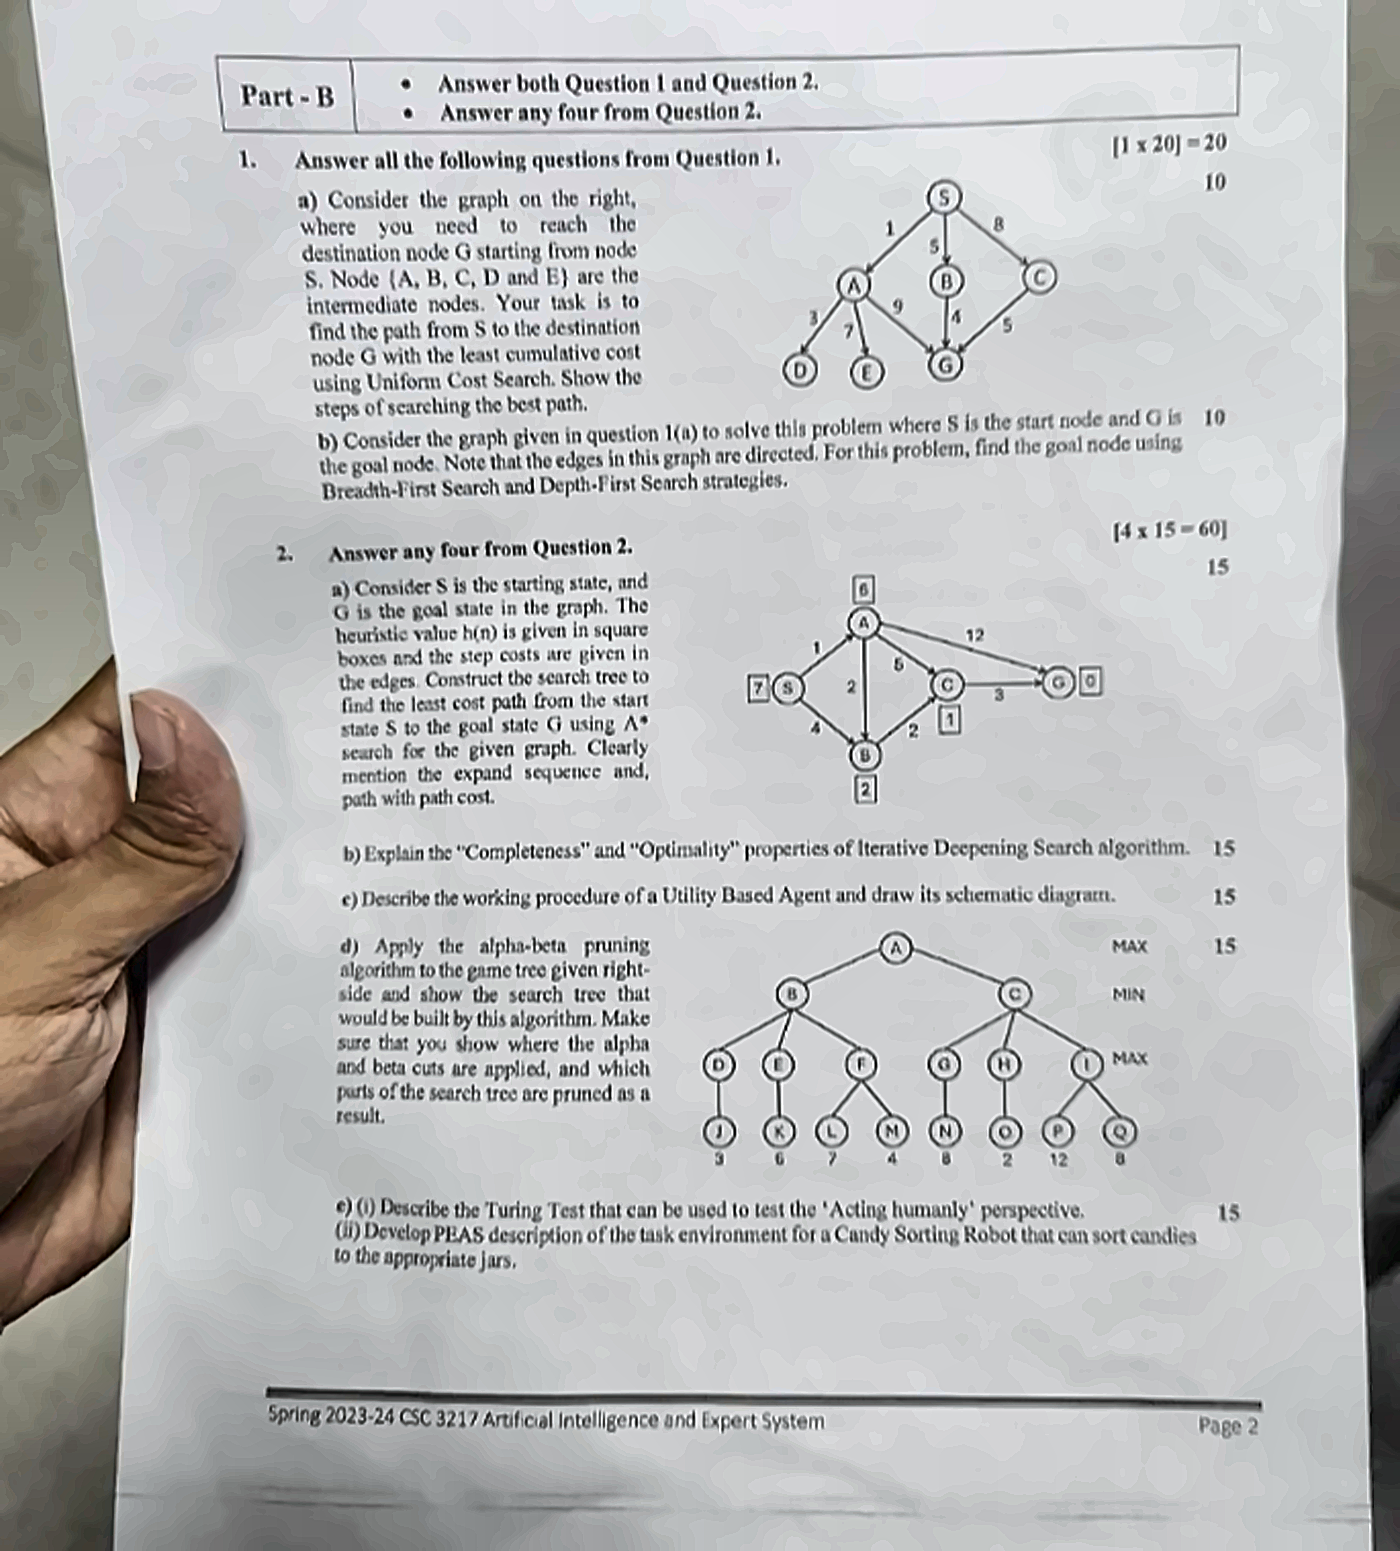 Part - B
• Answer both Question 1 and Question 2.
• Answer any four from Question 2.
1. Answer all the following questions from Question 1. [1 x 20] = 20
a) Consider the graph on the right, 10
where you need to reach the
destination node G starting from node
S. Node {A, B, C, D and E} are the
intermediate nodes. Your task is to
find the path from S to the destination
node G with the least cumulative cost
using Uniform Cost Search. Show the
steps of searching the best path.
S
1 5 8
A B C
3 7 9 4 5
D E G
b) Consider the graph given in question 1(a) to solve this problem where S is the start node and G is 10
the goal node. Note that the edges in this graph are directed. For this problem, find the goal node using
Breadth-First Search and Depth-First Search strategies.
[4 x 15 = 60]
2. Answer any four from Question 2.
a) Consider S is the starting state, and 15
G is the goal state in the graph. The
heuristic value h(n) is given in square
boxes and the step costs are given in
the edges. Construct the search tree to
find the least cost path from the start
state S to the goal state G using A*
search for the given graph. Clearly
mention the expand sequence and,
path with path cost.
6
A
1 12
5
7 S 2 C 3 G 0
4 2 1
B
2
b) Explain the "Completeness" and "Optimality" properties of Iterative Deepening Search algorithm. 15
c) Describe the working procedure of a Utility Based Agent and draw its schematic diagram. 15
d) Apply the alpha-beta pruning 15
algorithm to the game tree given right-
side and show the search tree that
would be built by this algorithm. Make
sure that you show where the alpha
and beta cuts are applied, and which
parts of the search tree are pruned as a
result.
A MAX
B C MIN
D E F G H I MAX
J K L M N O P Q
3 6 7 4 8 2 12 8
e) (i) Describe the Turing Test that can be used to test the 'Acting humanly' perspective. 15
(ii) Develop PEAS description of the task environment for a Candy Sorting Robot that can sort candies
to the appropriate jars.
Spring 2023-24 CSC 3217 Artificial Intelligence and Expert System Page 2